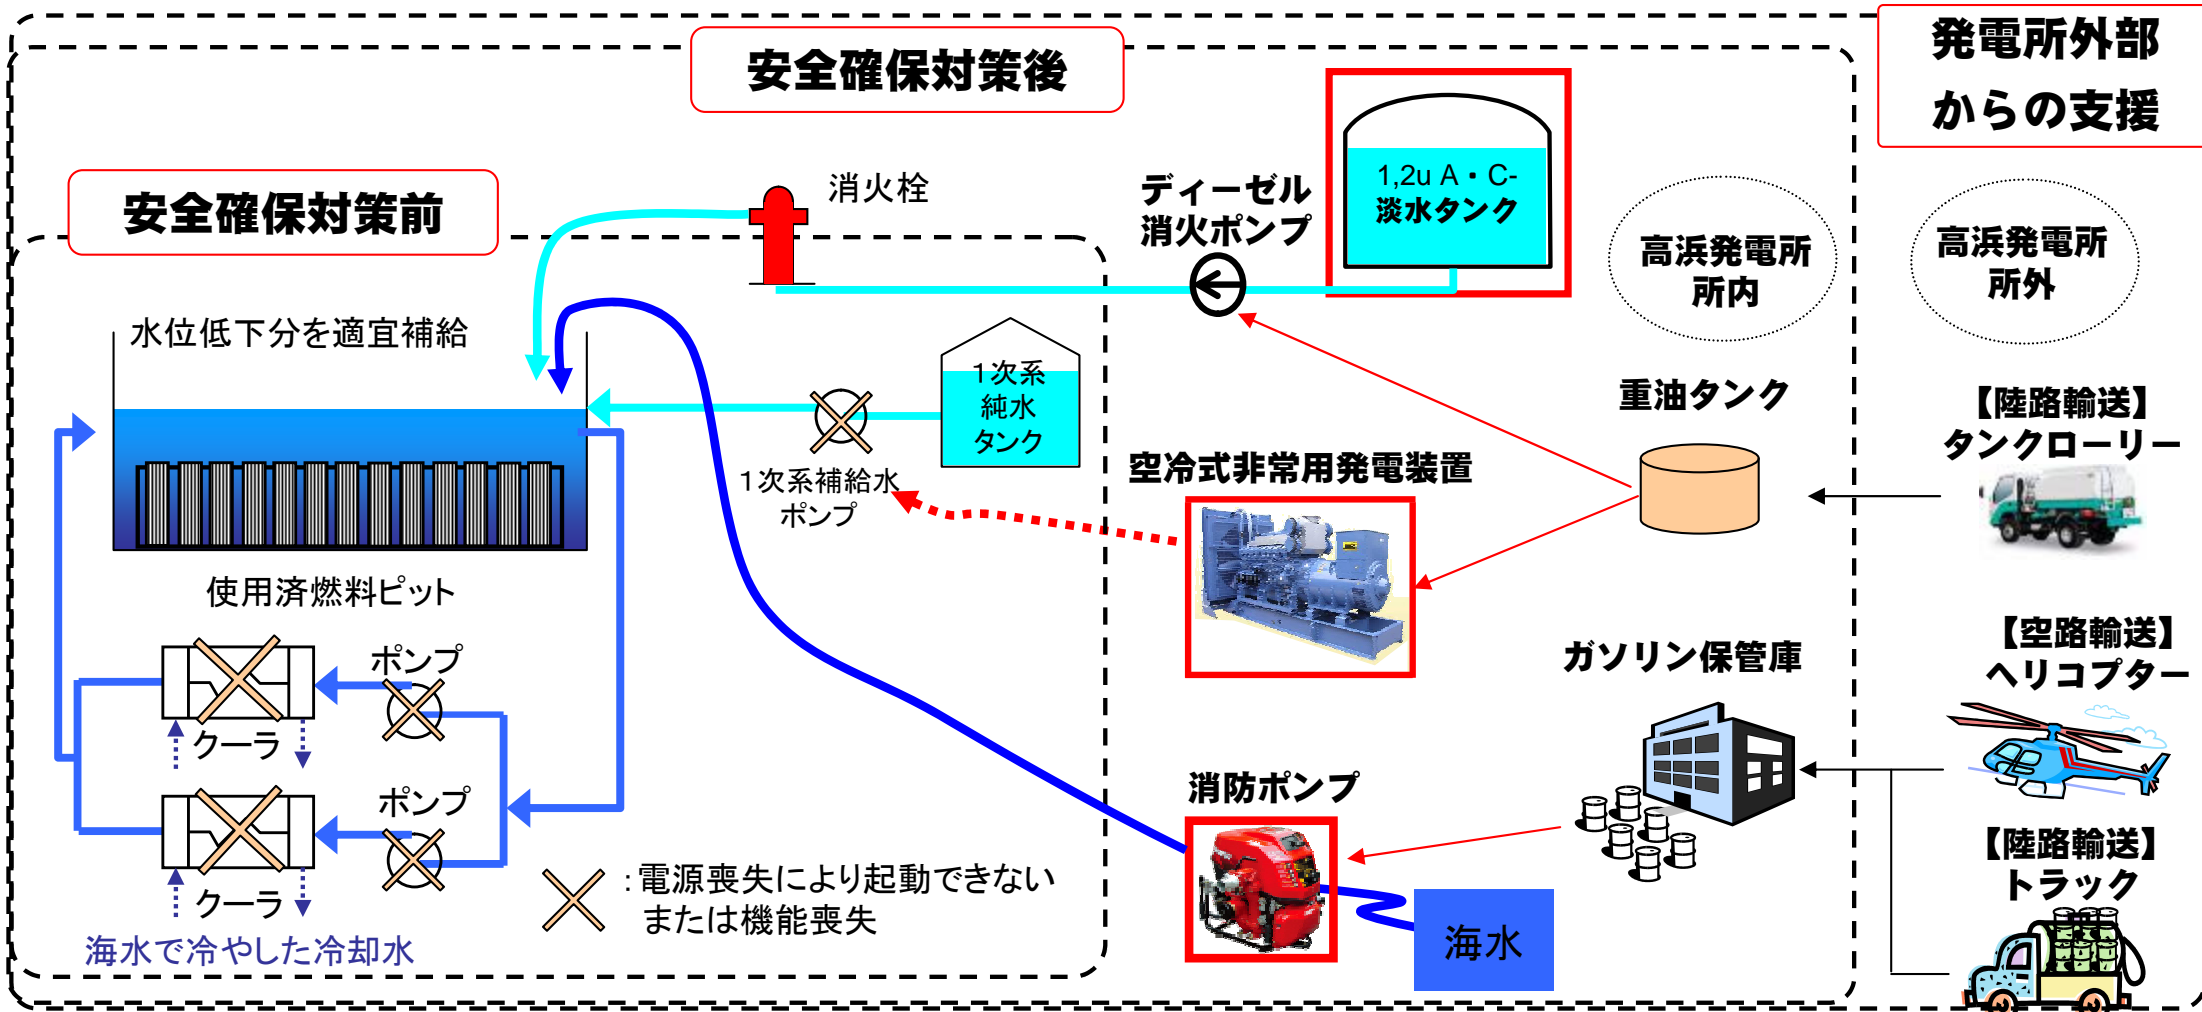 安全確保対策後
発電所外部
からの支援
安全確保対策前
消火栓
ディーゼル
消火ポンプ
1,2u A・C-
淡水タンク
高浜発電所
所内
高浜発電所
所外
水位低下分を適宜補給
1次系
純水
タンク
1次系補給水
ポンプ
空冷式非常用発電装置
重油タンク
【陸路輸送】
タンクローリー
使用済燃料ピット
ポンプ
クーラ
ポンプ
クーラ
海水で冷やした冷却水
:電源喪失により起動できない
または機能喪失
ガソリン保管庫
【空路輸送】
ヘリコプター
消防ポンプ
海水
【陸路輸送】
トラック